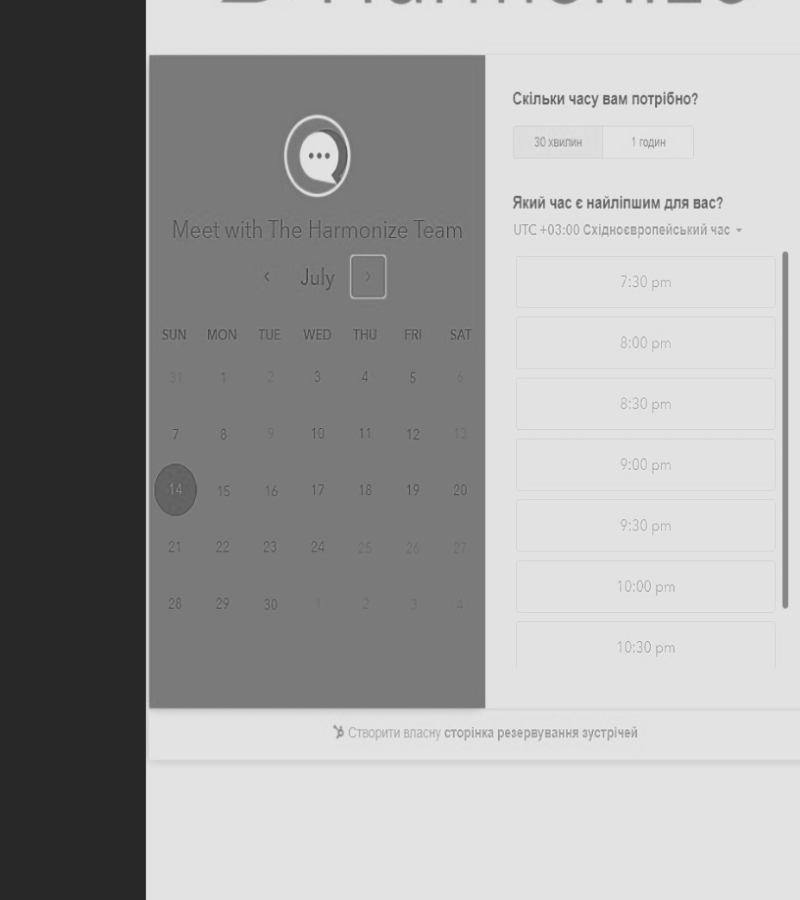 Harmonize
Meet with The Harmonize Team
July
SUN MON TUE WED THU FRI SAT
31 1 2 3 4 5 6
7 8 9 10 11 12 13
14 15 16 17 18 19 20
21 22 23 24 25 26 27
28 29 30 1 2 3 4
Скільки часу вам потрібно?
30 хвилин 1 годин
Який час є найліпшим для вас?
UTC +03:00 Східноєвропейський час
7:30 pm
8:00 pm
8:30 pm
9:00 pm
9:30 pm
10:00 pm
10:30 pm
Створити власну сторінка резервування зустрічей